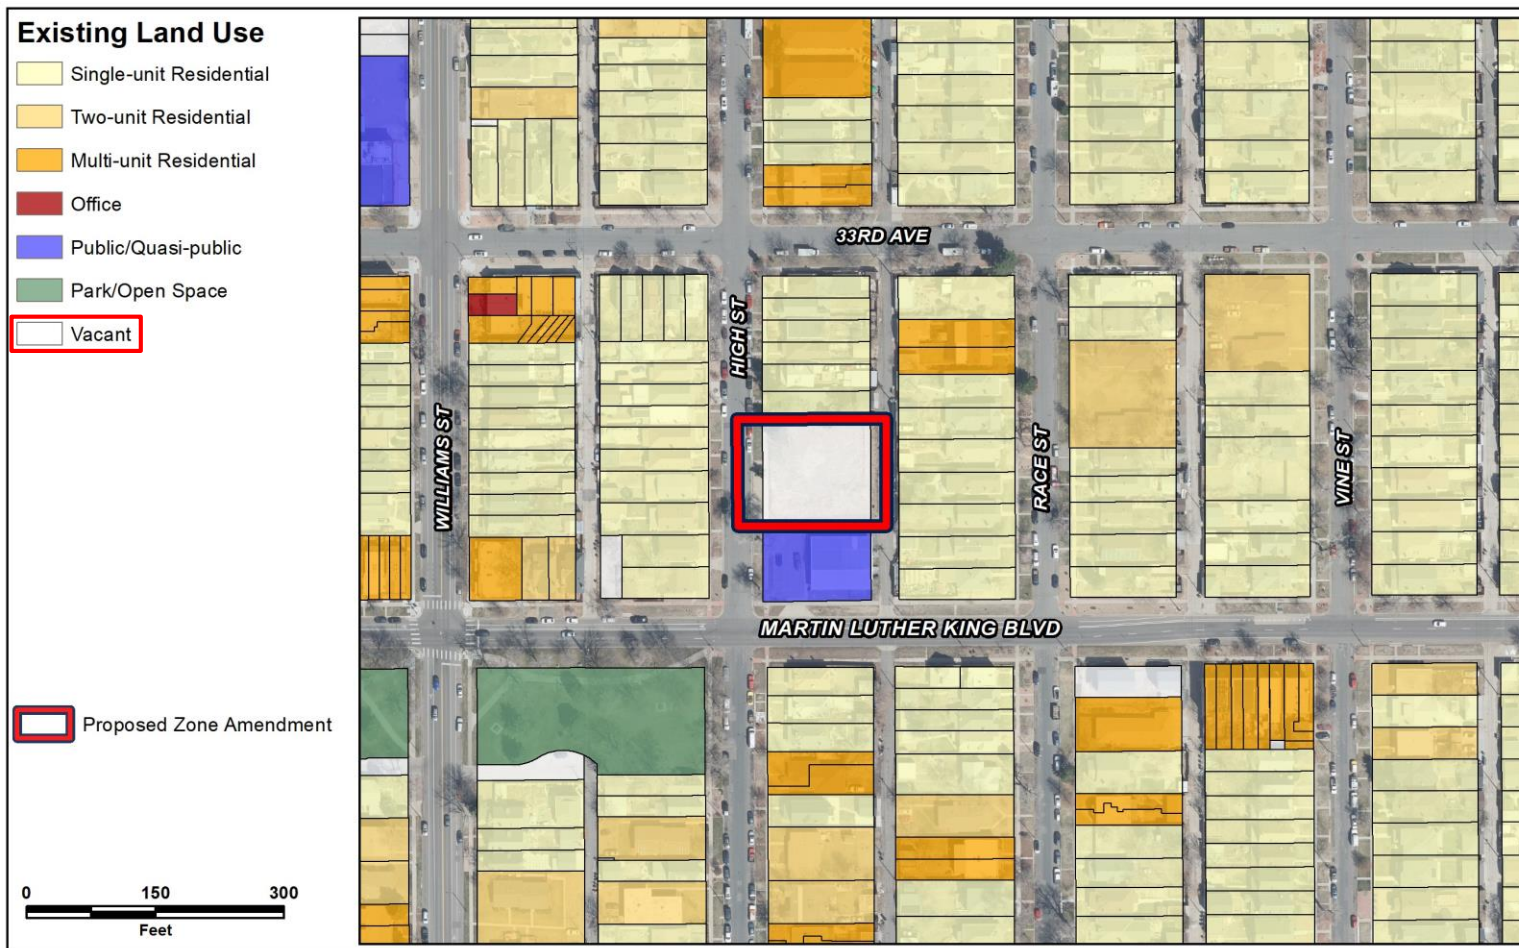 Existing Land Use
Single-unit Residential
Two-unit Residential
Multi-unit Residential
Office
Public/Quasi-public
Park/Open Space
Vacant
Proposed Zone Amendment
0 150 300
Feet
33RD AVE
HIGH ST
WILLIAMS ST
RACE ST
VINE ST
MARTIN LUTHER KING BLVD